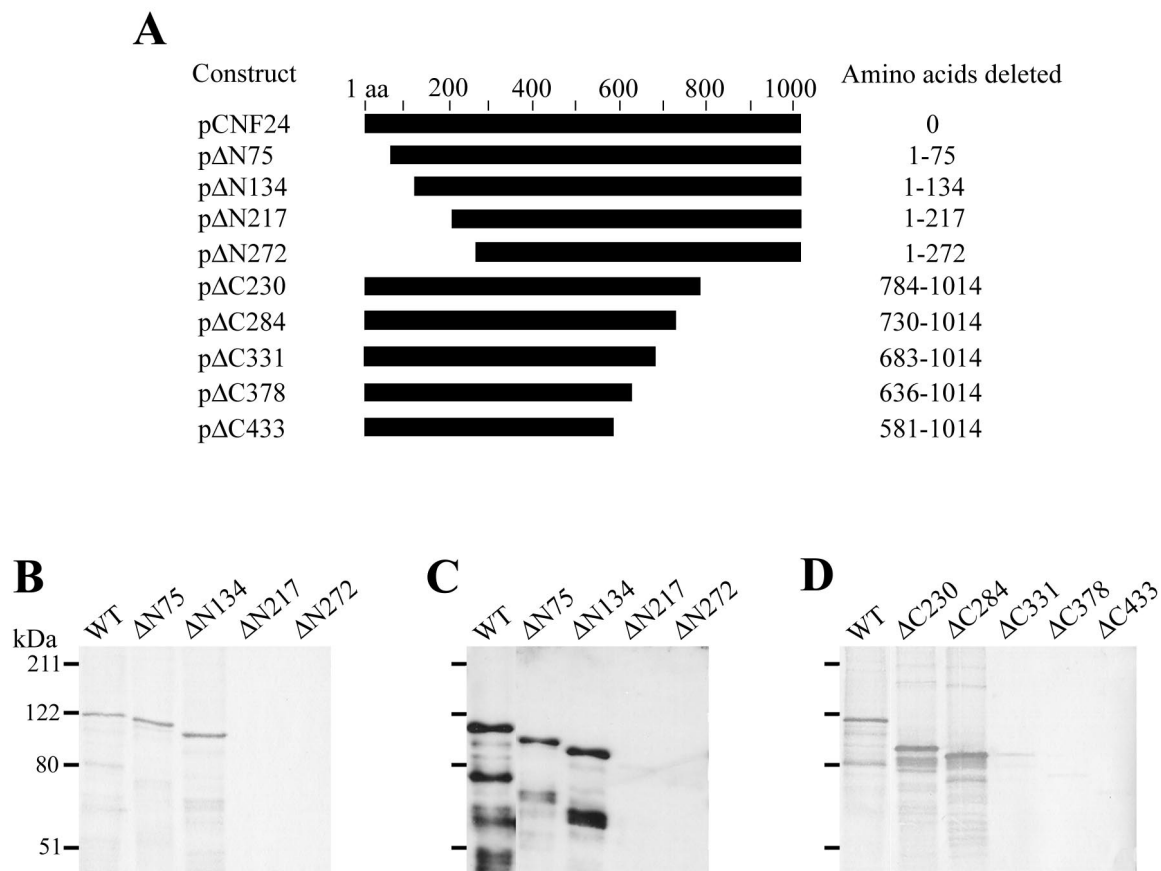 A
Construct 1 aa 200 400 600 800 1000 Amino acids deleted
pCNF24 0
pΔN75 1-75
pΔN134 1-134
pΔN217 1-217
pΔN272 1-272
pΔC230 784-1014
pΔC284 730-1014
pΔC331 683-1014
pΔC378 636-1014
pΔC433 581-1014
B
kDa WT ΔN75 ΔN134 ΔN217 ΔN272
211
122
80
51
C
WT ΔN75 ΔN134 ΔN217 ΔN272
D
WT ΔC230 ΔC284 ΔC331 ΔC378 ΔC433